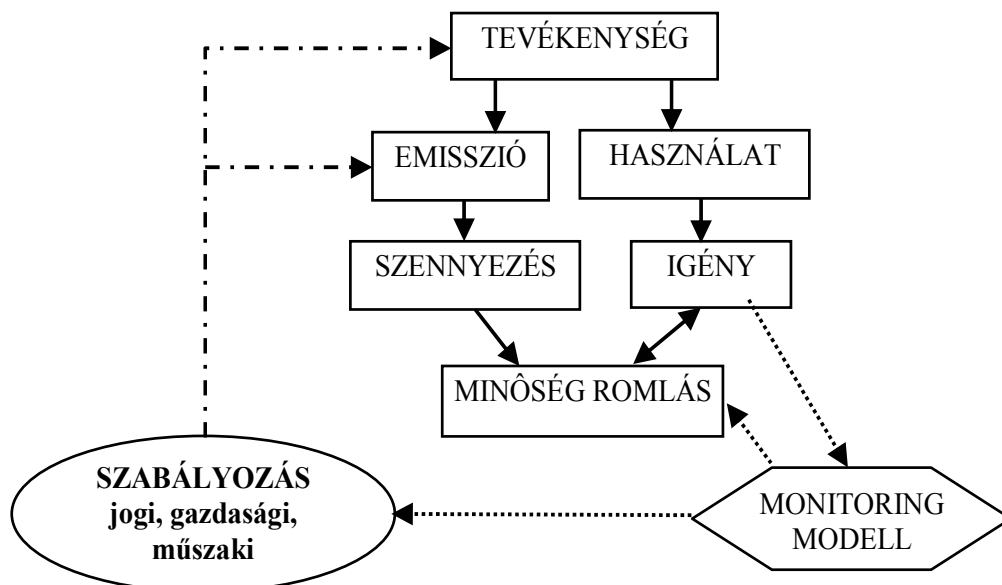 TEVÉKENYSÉG
EMISSZIÓ
HASZNÁLAT
SZENNYEZÉS
IGÉNY
MINÔSÉG ROMLÁS
SZABÁLYOZÁS
jogi, gazdasági,
műszaki
MONITORING
MODELL